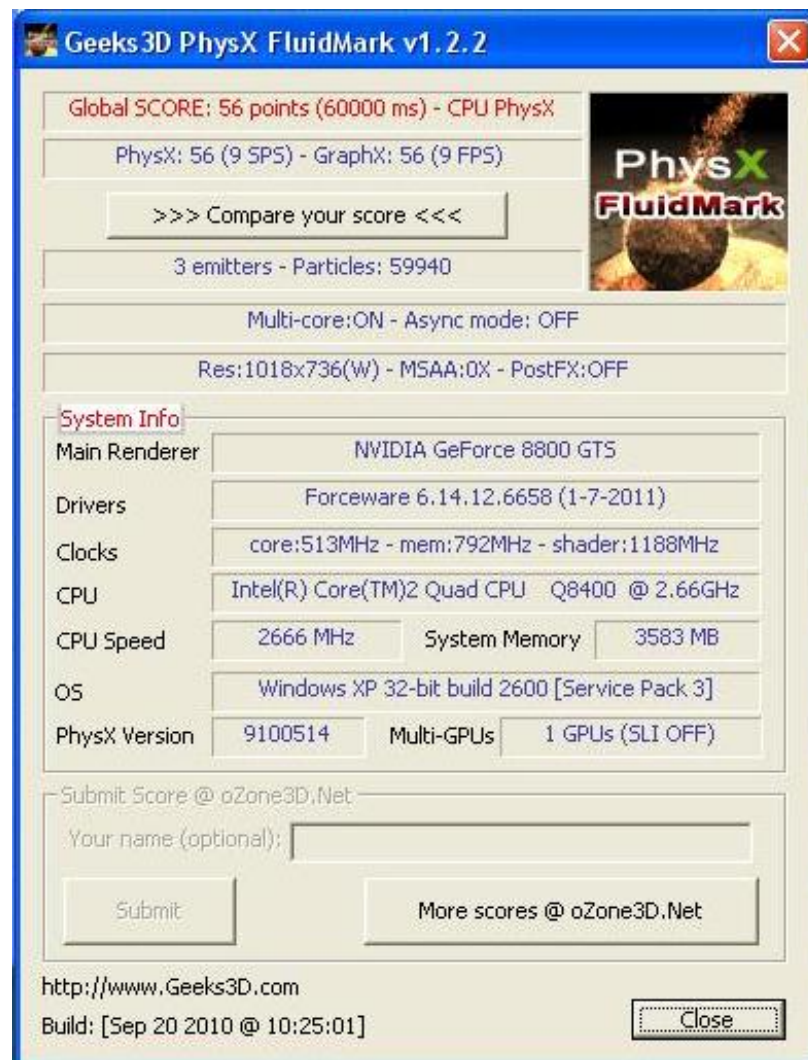 Geeks3D PhysX FluidMark v1.2.2
Global SCORE: 56 points (60000 ms) - CPU PhysX
PhysX: 56 (9 SPS) - GraphX: 56 (9 FPS)
PhysX
FluidMark
>>> Compare your score <<<
3 emitters - Particles: 59940
Multi-core:ON - Async mode: OFF
Res:1018x736(W) - MSAA:0X - PostFX:OFF
System Info
Main Renderer NVIDIA GeForce 8800 GTS
Drivers Forceware 6.14.12.6658 (1-7-2011)
Clocks core:513MHz - mem:792MHz - shader:1188MHz
CPU Intel(R) Core(TM)2 Quad CPU Q8400 @ 2.66GHz
CPU Speed 2666 MHz System Memory 3583 MB
OS Windows XP 32-bit build 2600 [Service Pack 3]
PhysX Version 9100514 Multi-GPUs 1 GPUs (SLI OFF)
Submit Score @ oZone3D.Net
Your name (optional):
Submit More scores @ oZone3D.Net
http://www.Geeks3D.com
Build: [Sep 20 2010 @ 10:25:01] Close